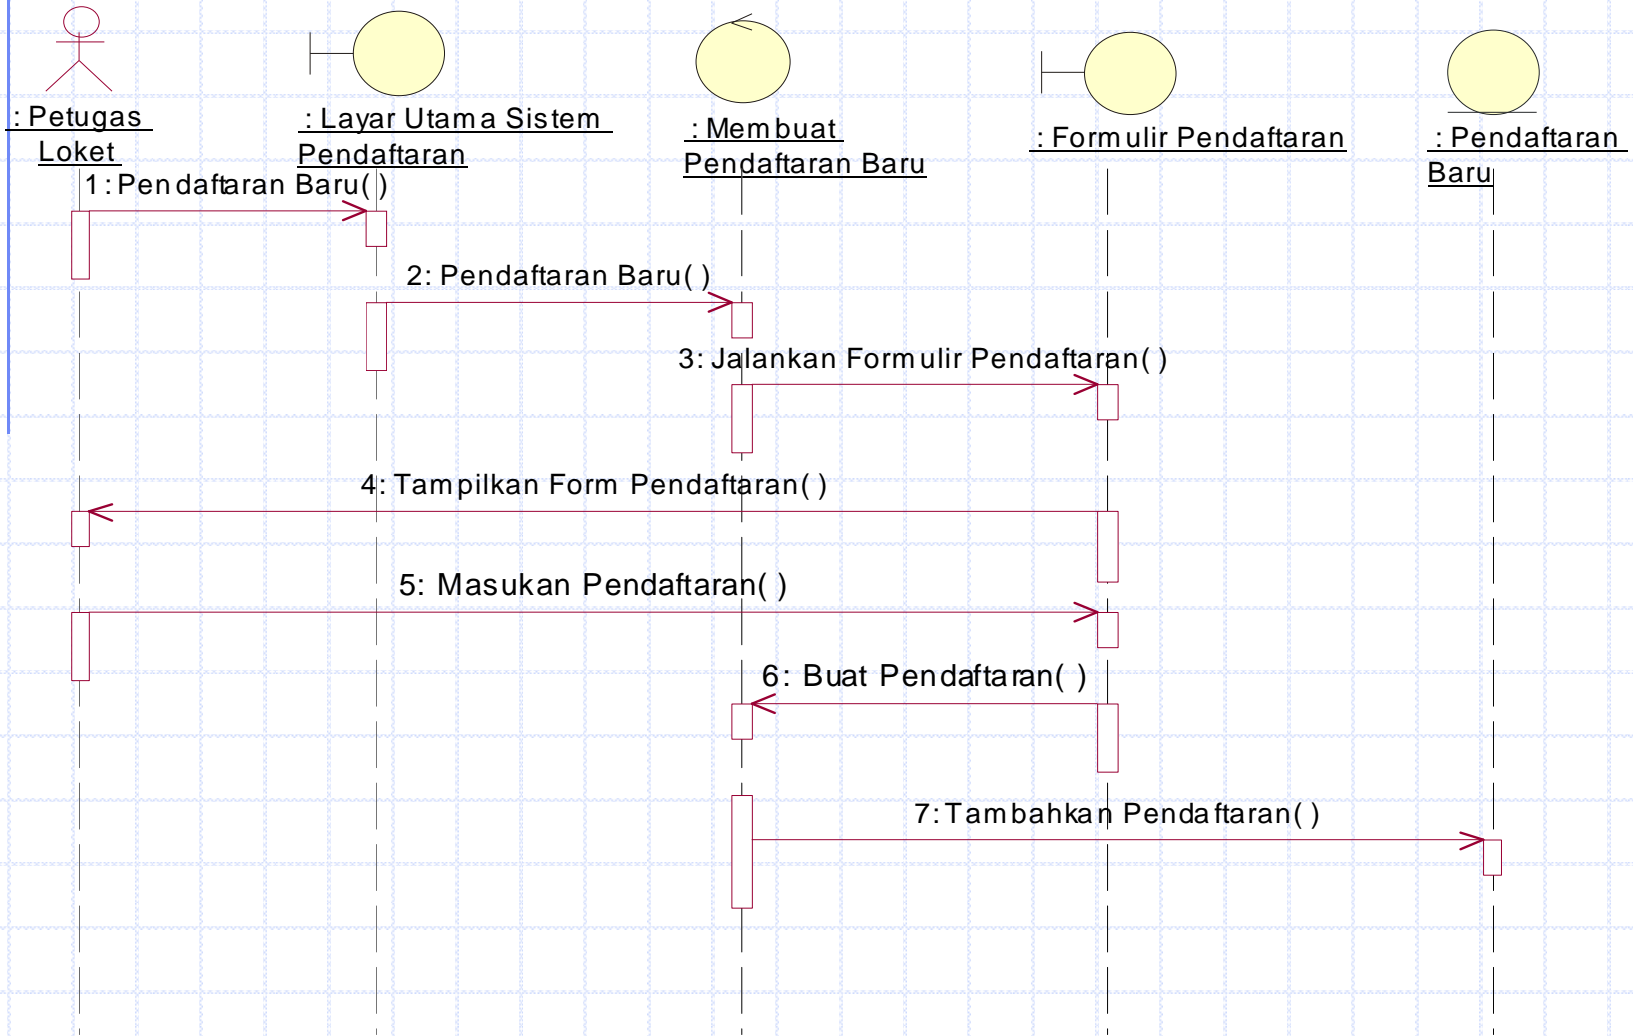 : Petugas
Loket
: Layar Utama Sistem
Pendaftaran
: Membuat
Pendaftaran Baru
: Formulir Pendaftaran
: Pendaftaran
Baru
1: Pendaftaran Baru( )
2: Pendaftaran Baru( )
3: Jalankan Formulir Pendaftaran( )
4: Tampilkan Form Pendaftaran( )
5: Masukan Pendaftaran( )
6: Buat Pendaftaran( )
7: Tambahkan Pendaftaran( )